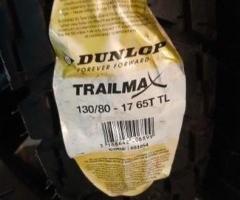 DUNLOP
FOREVER FORWARD
TRAILMAX
130/80 - 17 65T TL